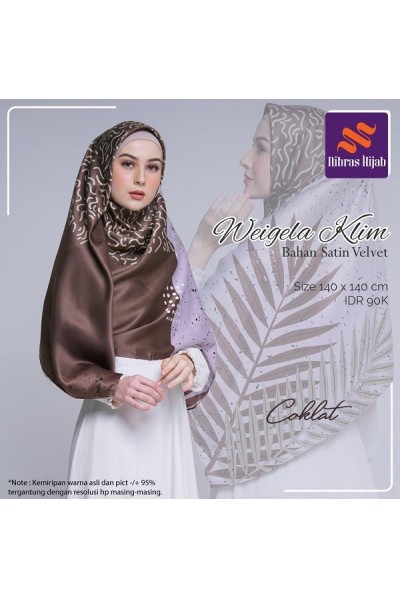 Nibras Hijab
Weigela Klim
Bahan Satin Velvet
Size 140 x 140 cm
IDR 90K
Coklat
*Note : Kemiripan warna asli dan pict -/+ 95%
tergantung dengan resolusi hp masing-masing.